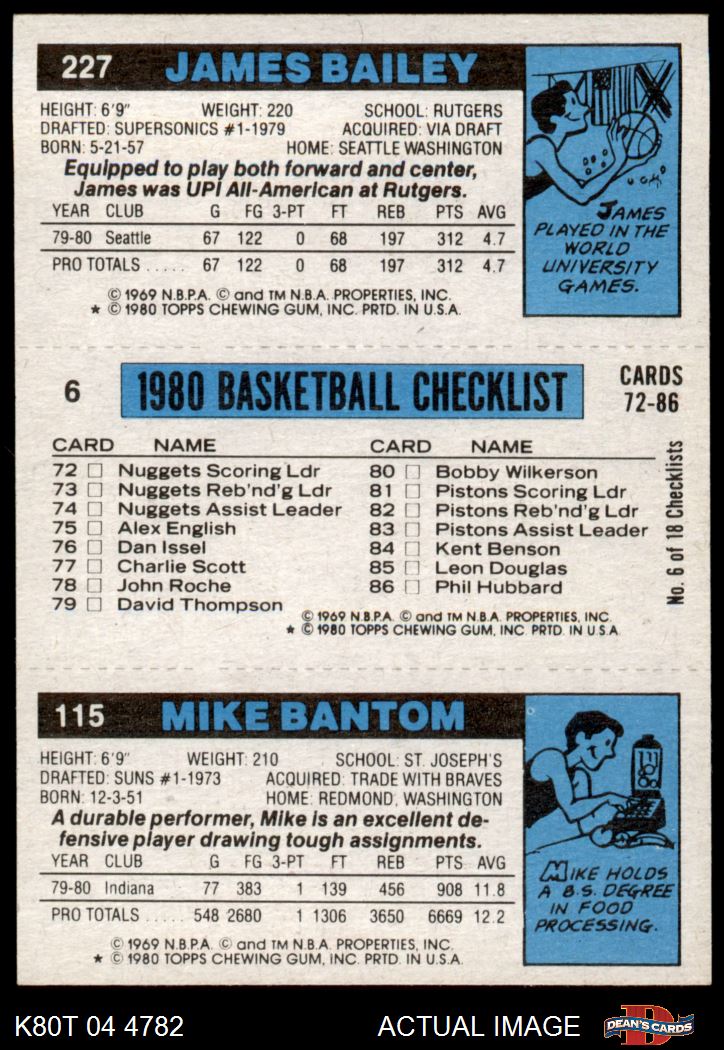 227 JAMES BAILEY
HEIGHT: 6'9" WEIGHT: 220 SCHOOL: RUTGERS
DRAFTED: SUPERSONICS #1-1979 ACQUIRED: VIA DRAFT
BORN: 5-21-57 HOME: SEATTLE WASHINGTON
Equipped to play both forward and center,
James was UPI All-American at Rutgers.
YEAR CLUB G FG 3-PT FT REB PTS AVG
79-80 Seattle 67 122 0 68 197 312 4.7
PRO TOTALS ..... 67 122 0 68 197 312 4.7
© 1969 N.B.P.A. © and TM N.B.A. PROPERTIES, INC.
* © 1980 TOPPS CHEWING GUM, INC. PRTD. IN U.S.A.
JAMES
PLAYED IN THE
WORLD
UNIVERSITY
GAMES.
6 1980 BASKETBALL CHECKLIST CARDS
72-86
CARD NAME
72 Nuggets Scoring Ldr
73 Nuggets Reb'nd'g Ldr
74 Nuggets Assist Leader
75 Alex English
76 Dan Issel
77 Charlie Scott
78 John Roche
79 David Thompson
CARD NAME
80 Bobby Wilkerson
81 Pistons Scoring Ldr
82 Pistons Reb'nd'g Ldr
83 Pistons Assist Leader
84 Kent Benson
85 Leon Douglas
86 Phil Hubbard
No. 6 of 18 Checklists
© 1969 N.B.P.A. © and TM N.B.A. PROPERTIES, INC.
* © 1980 TOPPS CHEWING GUM, INC. PRTD. IN U.S.A.
115 MIKE BANTOM
HEIGHT: 6'9" WEIGHT: 210 SCHOOL: ST. JOSEPH'S
DRAFTED: SUNS #1-1973 ACQUIRED: TRADE WITH BRAVES
BORN: 12-3-51 HOME: REDMOND, WASHINGTON
A durable performer, Mike is an excellent de-
fensive player drawing tough assignments.
YEAR CLUB G FG 3-PT FT REB PTS AVG
79-80 Indiana 77 383 1 139 456 908 11.8
PRO TOTALS ..... 548 2680 1 1306 3650 6669 12.2
© 1969 N.B.P.A. © and TM N.B.A. PROPERTIES, INC.
* © 1980 TOPPS CHEWING GUM, INC. PRTD. IN U.S.A.
MIKE HOLDS
A B.S. DEGREE
IN FOOD
PROCESSING.
K80T 04 4782 ACTUAL IMAGE D DEAN'S CARDS